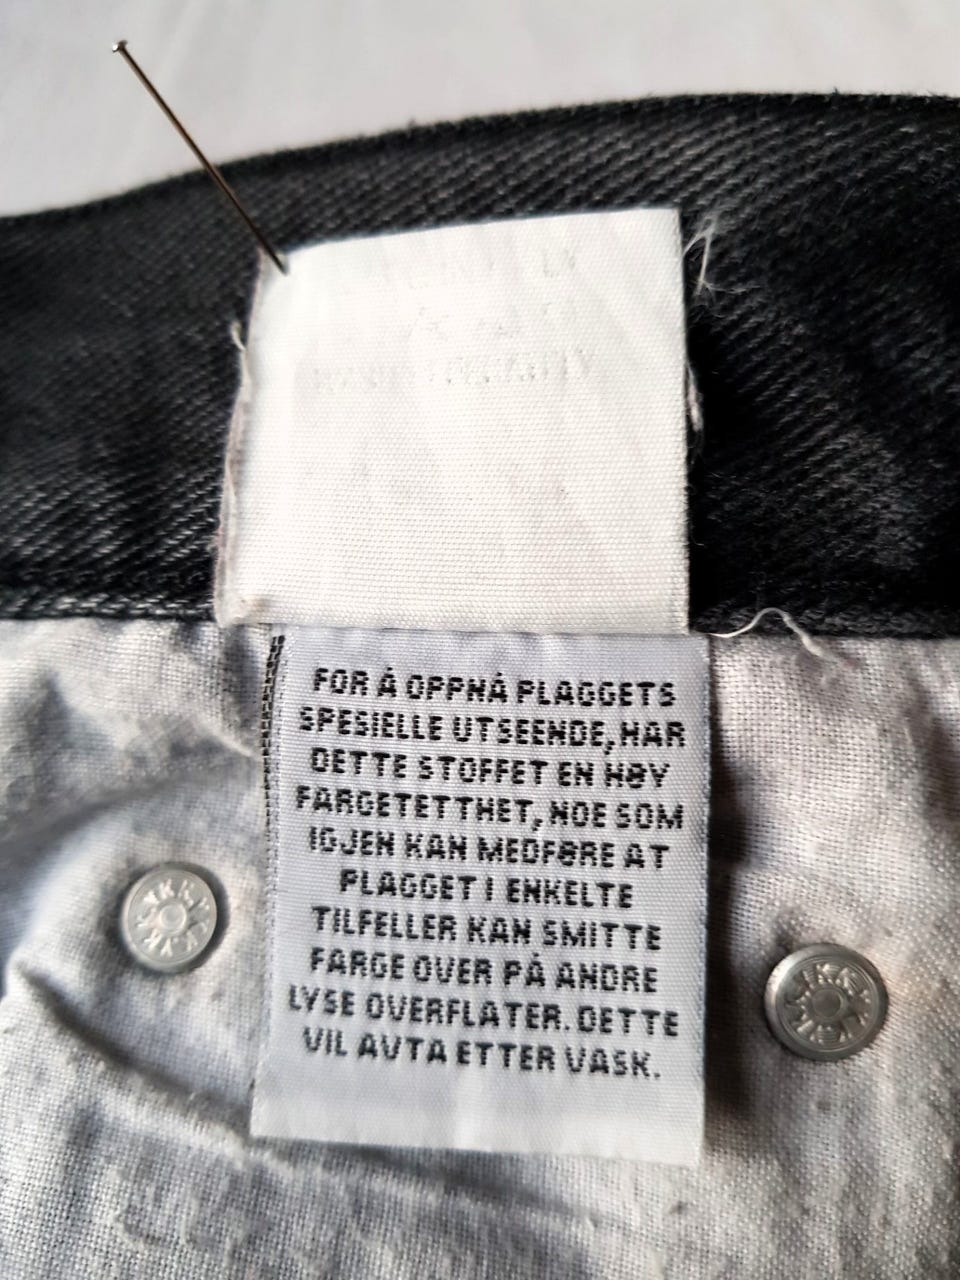 FOR Å OPPNÅ PLAGGETS
SPESIELLE UTSEENDE, HAR
DETTE STOFFET EN HØY
FARGETETTHET, NOE SOM
IGJEN KAN MEDFØRE AT
PLAGGET I ENKELTE
TILFELLER KAN SMITTE
FARGE OVER PÅ ANDRE
LYSE OVERFLATER. DETTE
VIL AVTA ETTER VASK.